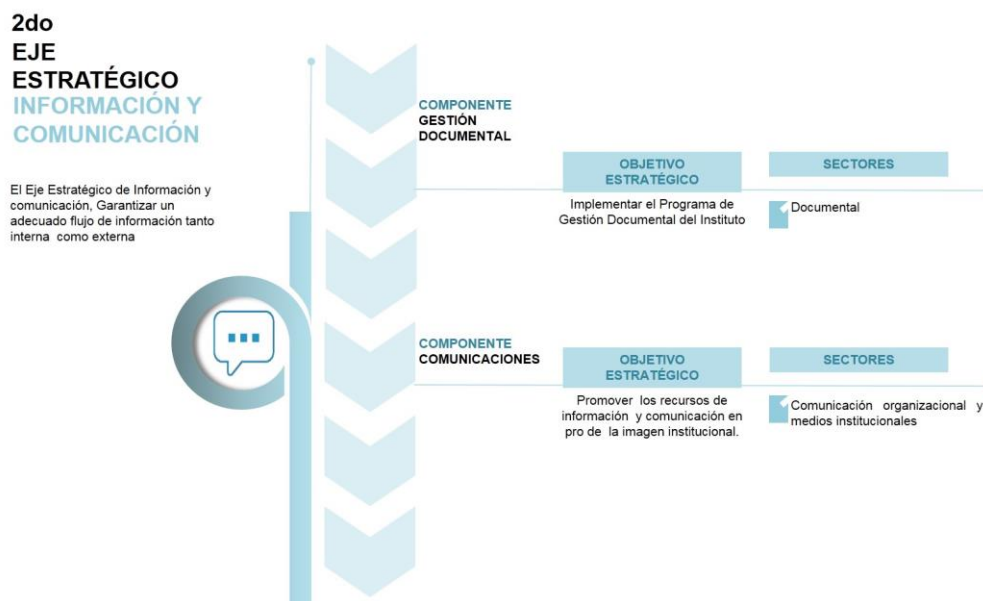 2do
EJE
ESTRATÉGICO
INFORMACIÓN Y
COMUNICACIÓN
El Eje Estratégico de Información y
comunicación, Garantizar un
adecuado flujo de información tanto
interna como externa
COMPONENTE
GESTIÓN
DOCUMENTAL
OBJETIVO
ESTRATÉGICO
Implementar el Programa de
Gestión Documental del Instituto
SECTORES
Documental
COMPONENTE
COMUNICACIONES
OBJETIVO
ESTRATÉGICO
Promover los recursos de
información y comunicación en
pro de la imagen institucional.
SECTORES
Comunicación organizacional y
medios institucionales